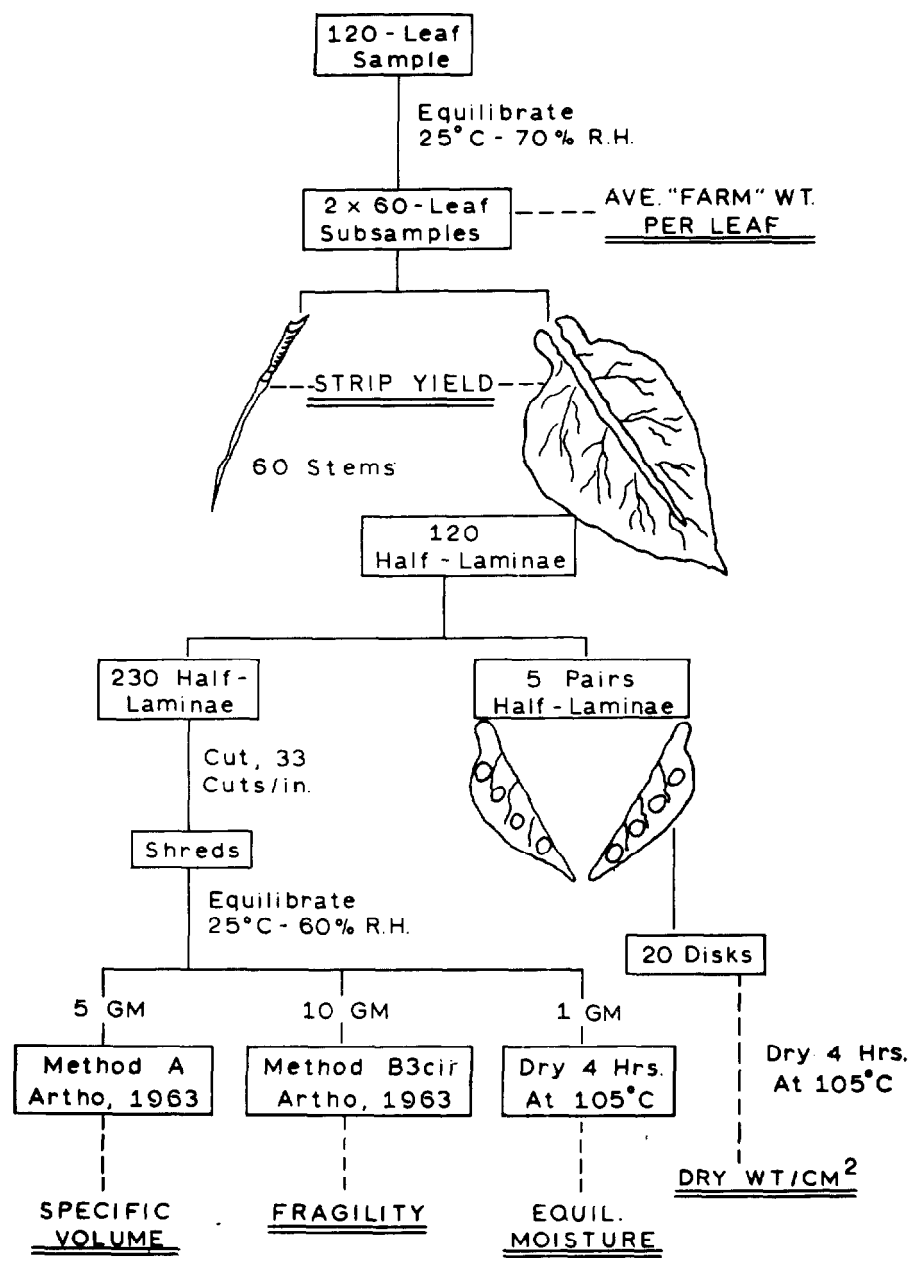 120-Leaf
Sample
Equilibrate
25°C - 70% R.H.
2 x 60-Leaf
Subsamples
AVE. "FARM" WT.
PER LEAF
STRIP YIELD
60 Stems
120
Half-Laminae
230 Half-
Laminae
5 Pairs
Half-Laminae
Cut, 33
Cuts/in.
Shreds
Equilibrate
25°C - 60% R.H.
20 Disks
5 GM
10 GM
1 GM
Method A
Artho, 1963
Method B3cir
Artho, 1963
Dry 4 Hrs.
At 105°C
Dry 4 Hrs.
At 105°C
DRY WT/CM²
SPECIFIC
VOLUME
FRAGILITY
EQUIL.
MOISTURE